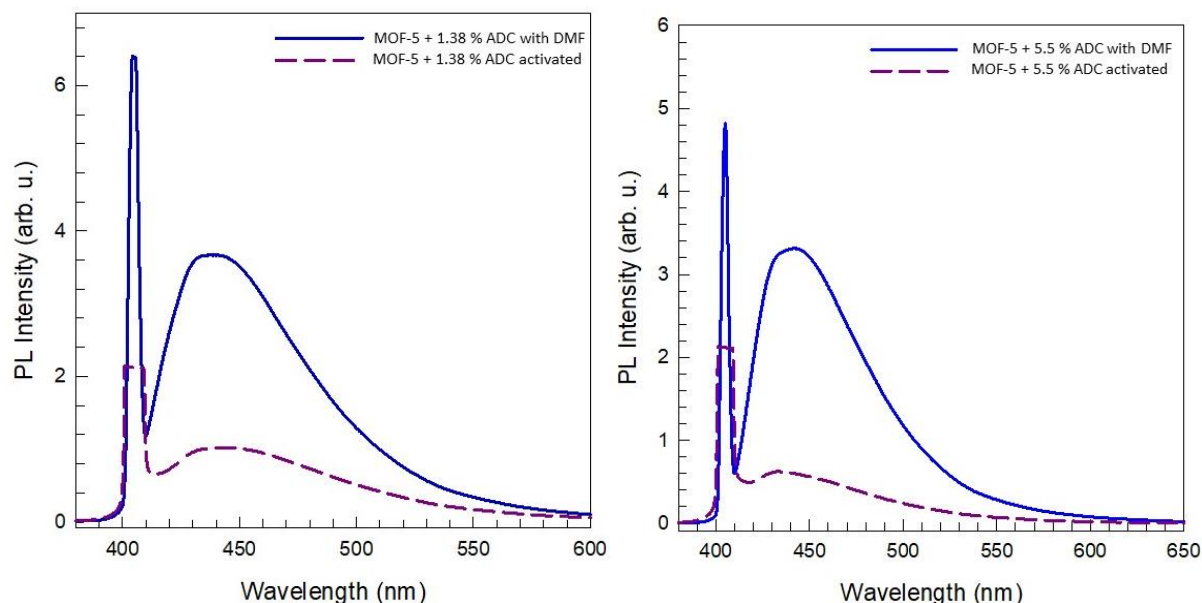 MOF-5 + 1.38 % ADC with DMF
MOF-5 + 1.38 % ADC activated
PL Intensity (arb. u.)
6
4
2
0
400 450 500 550 600
Wavelength (nm)
MOF-5 + 5.5 % ADC with DMF
MOF-5 + 5.5 % ADC activated
PL Intensity (arb. u.)
6
5
4
3
2
1
0
400 450 500 550 600 650
Wavelength (nm)